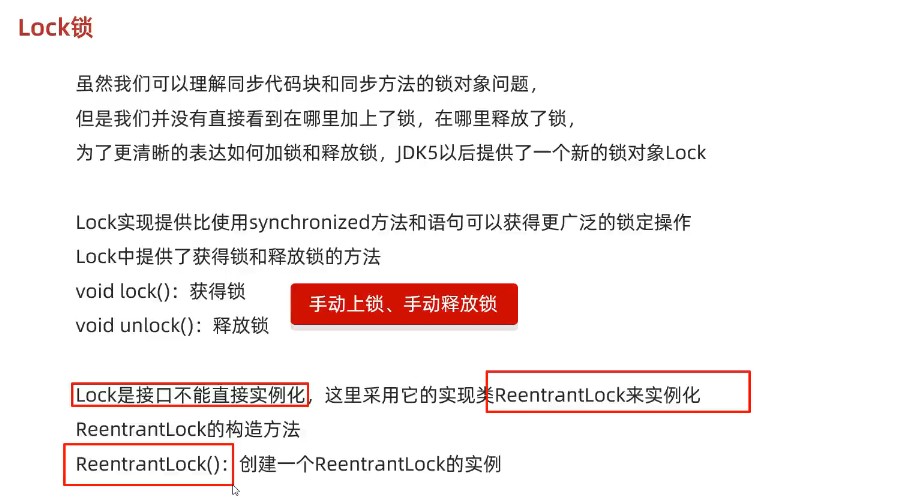 Lock锁
虽然我们可以理解同步代码块和同步方法的锁对象问题，
但是我们并没有直接看到在哪里加上了锁，在哪里释放了锁，
为了更清晰的表达如何加锁和释放锁，JDK5以后提供了一个新的锁对象Lock
Lock实现提供比使用synchronized方法和语句可以获得更广泛的锁定操作
Lock中提供了获得锁和释放锁的方法
void lock()：获得锁
void unlock()：释放锁
手动上锁、手动释放锁
Lock是接口不能直接实例化，这里采用它的实现类ReentrantLock来实例化
ReentrantLock的构造方法
ReentrantLock()：创建一个ReentrantLock的实例